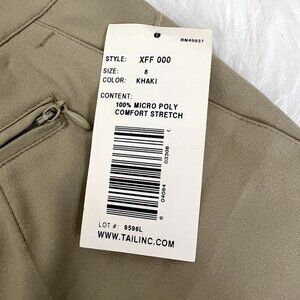 RN49937
STYLE: XFF 000
SIZE: 8
COLOR: KHAKI
CONTENT:
100% MICRO POLY
COMFORT STRETCH
LOT #: 9596L
WWW.TAILINC.COM